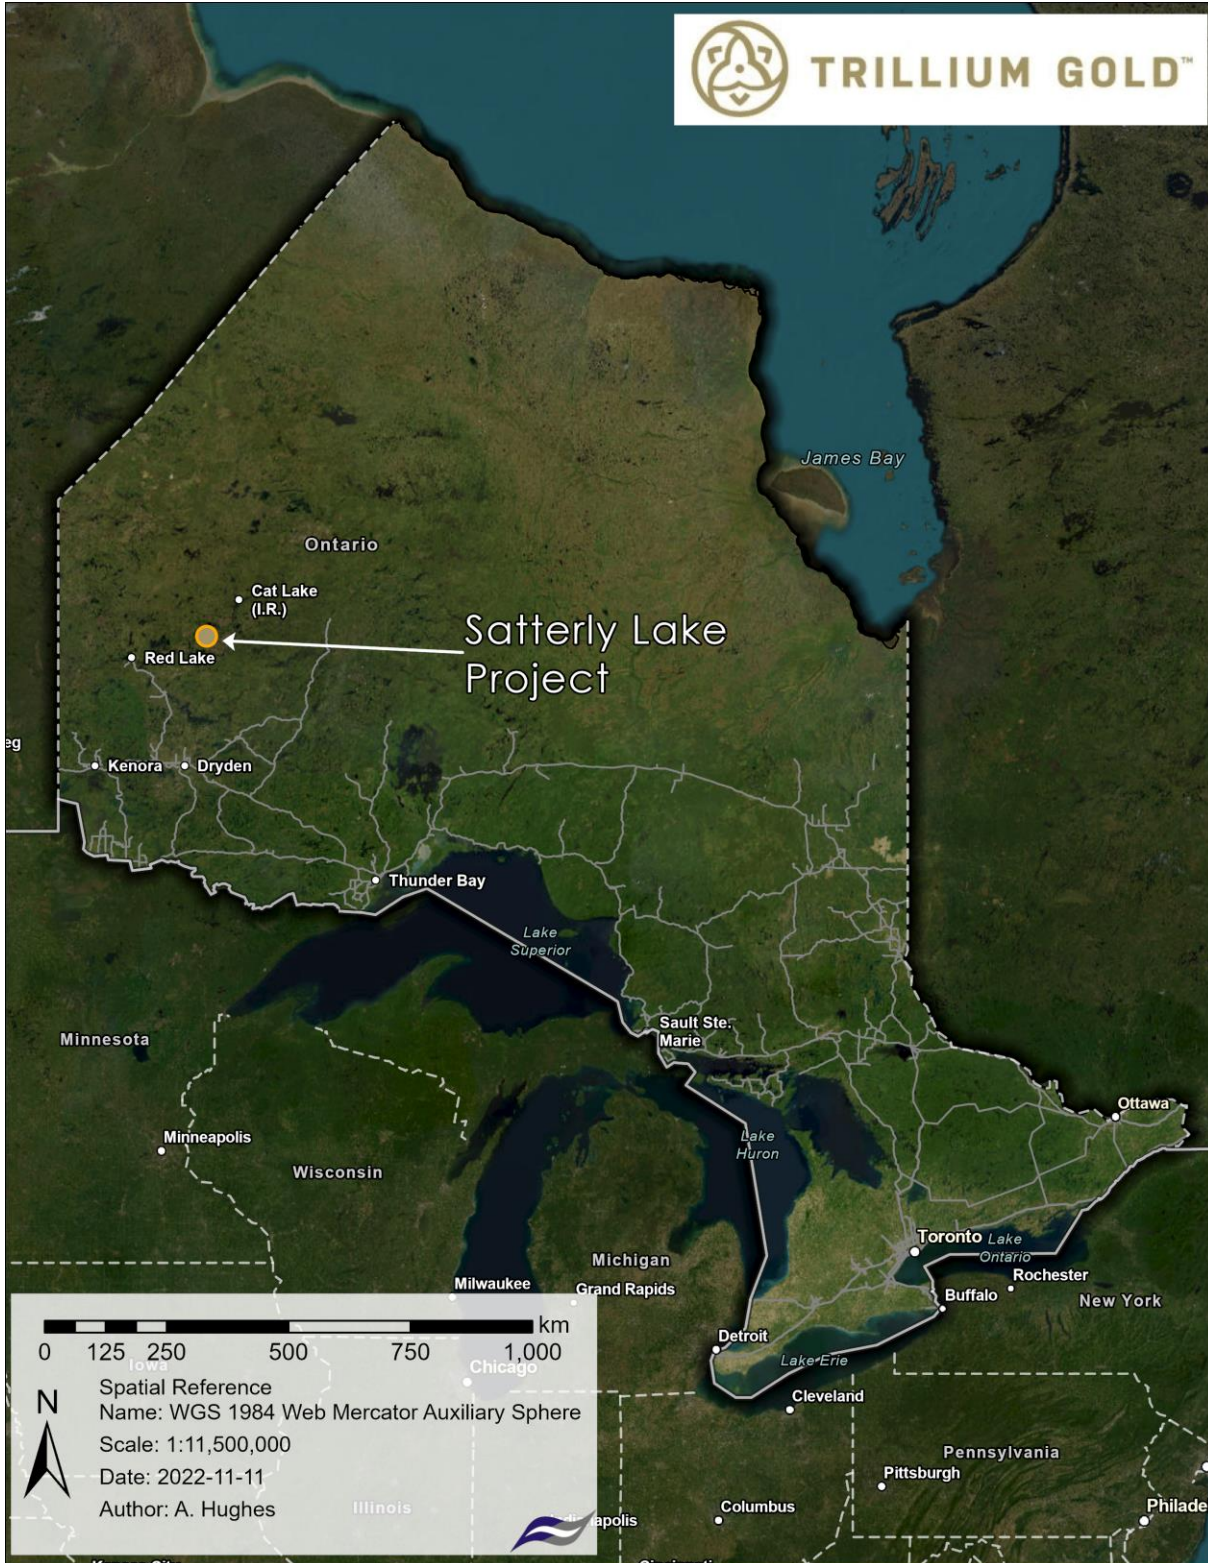 TRILLIUM GOLD™
James Bay
Ontario
Cat Lake
(I.R.)
Satterly Lake
Project
Red Lake
eg
Kenora
Dryden
Thunder Bay
Lake
Superior
Sault Ste.
Marie
Minnesota
Ottawa
Minneapolis
Lake
Huron
Wisconsin
Toronto
Lake
Ontario
Michigan
Rochester
Milwaukee
Grand Rapids
Buffalo
New York
km
Detroit
0 125 250 500 750 1,000
Iowa
Chicago
Lake Erie
Spatial Reference
N
Name: WGS 1984 Web Mercator Auxiliary Sphere
Cleveland
Scale: 1:11,500,000
Pennsylvania
Date: 2022-11-11
Pittsburgh
Author: A. Hughes
Illinois
Columbus
Philade
apolis